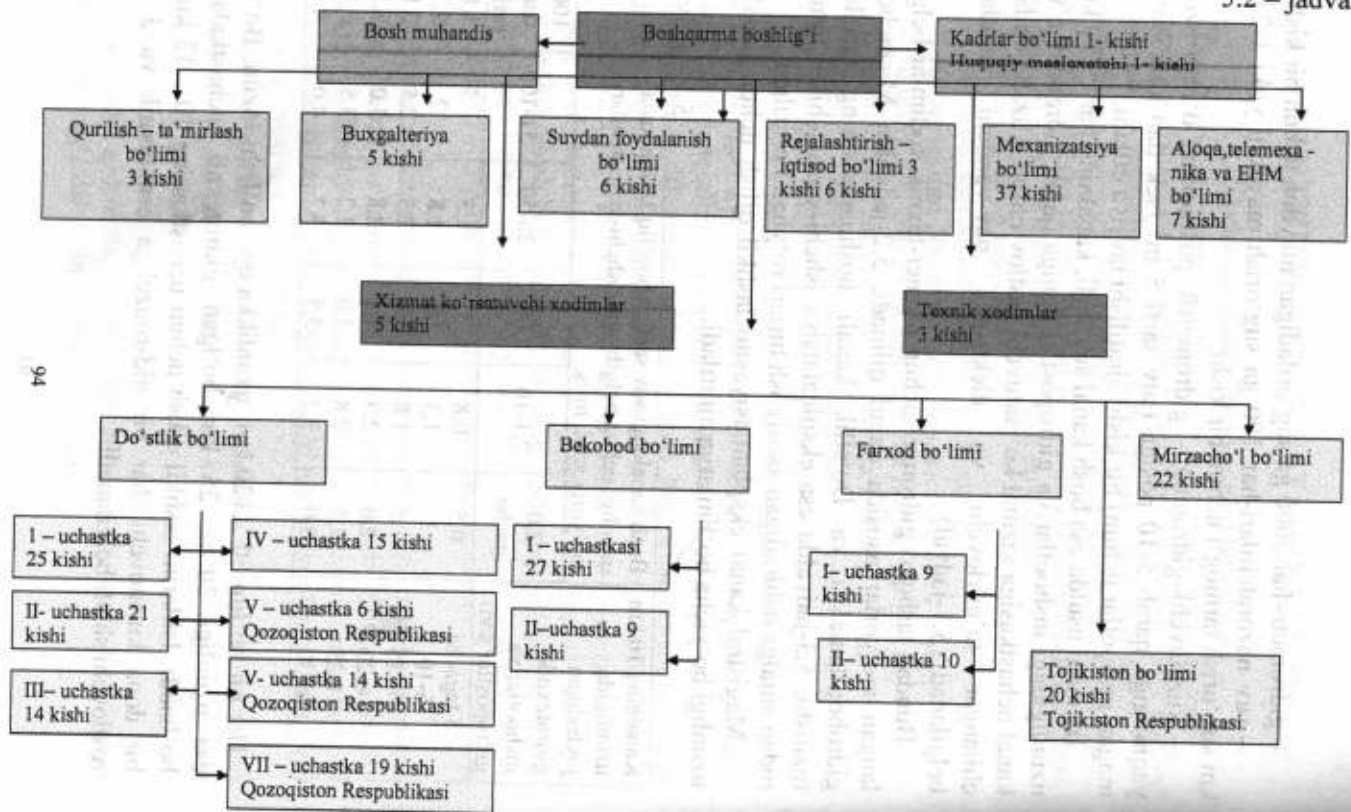 5.2 – jadva
Bosh muhandis
Boshqarma boshlig‘i
Kadrlar bo‘limi 1- kishi
Huquqiy maslaxatchi 1- kishi
Qurilish – ta’mirlash
bo‘limi
3 kishi
Buxgalteriya
5 kishi
Suvdan foydalanish
bo‘limi
6 kishi
Rejalashtirish –
iqtisod bo‘limi 3
kishi 6 kishi
Mexanizatsiya
bo‘limi
37 kishi
Aloqa,telemexa -
nika va EHM
bo‘limi
7 kishi
Xizmat ko‘rsatuvchi xodimlar
5 kishi
Texnik xodimlar
3 kishi
94
Do‘stlik bo‘limi
Bekobod bo‘limi
Farxod bo‘limi
Mirzacho‘l bo‘limi
22 kishi
I – uchastka
25 kishi
IV – uchastka 15 kishi
II- uchastka 21
kishi
V – uchastka 6 kishi
Qozoqiston Respublikasi
III– uchastka
14 kishi
V- uchastka 14 kishi
Qozoqiston Respublikasi
VII – uchastka 19 kishi
Qozoqiston Respublikasi
I – uchastkasi
27 kishi
II–uchastka 9
kishi
I– uchastka 9
kishi
II– uchastka 10
kishi
Tojikiston bo‘limi
20 kishi
Tojikiston Respublikasi.